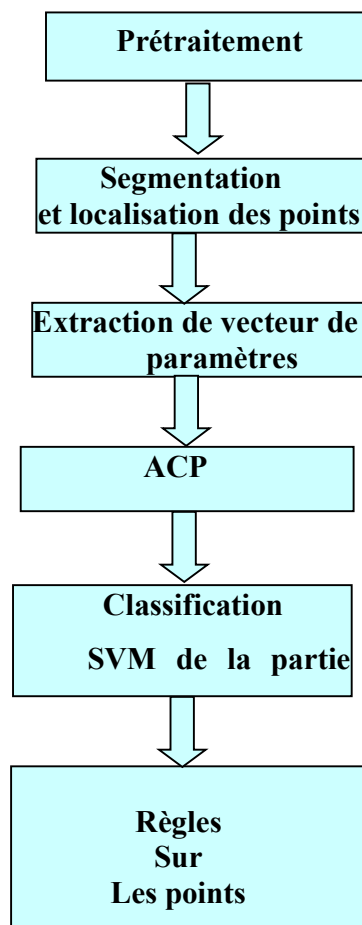 Prétraitement
Segmentation
et localisation des points
Extraction de vecteur de
paramètres
ACP
Classification
SVM de la partie
Règles
Sur
Les points